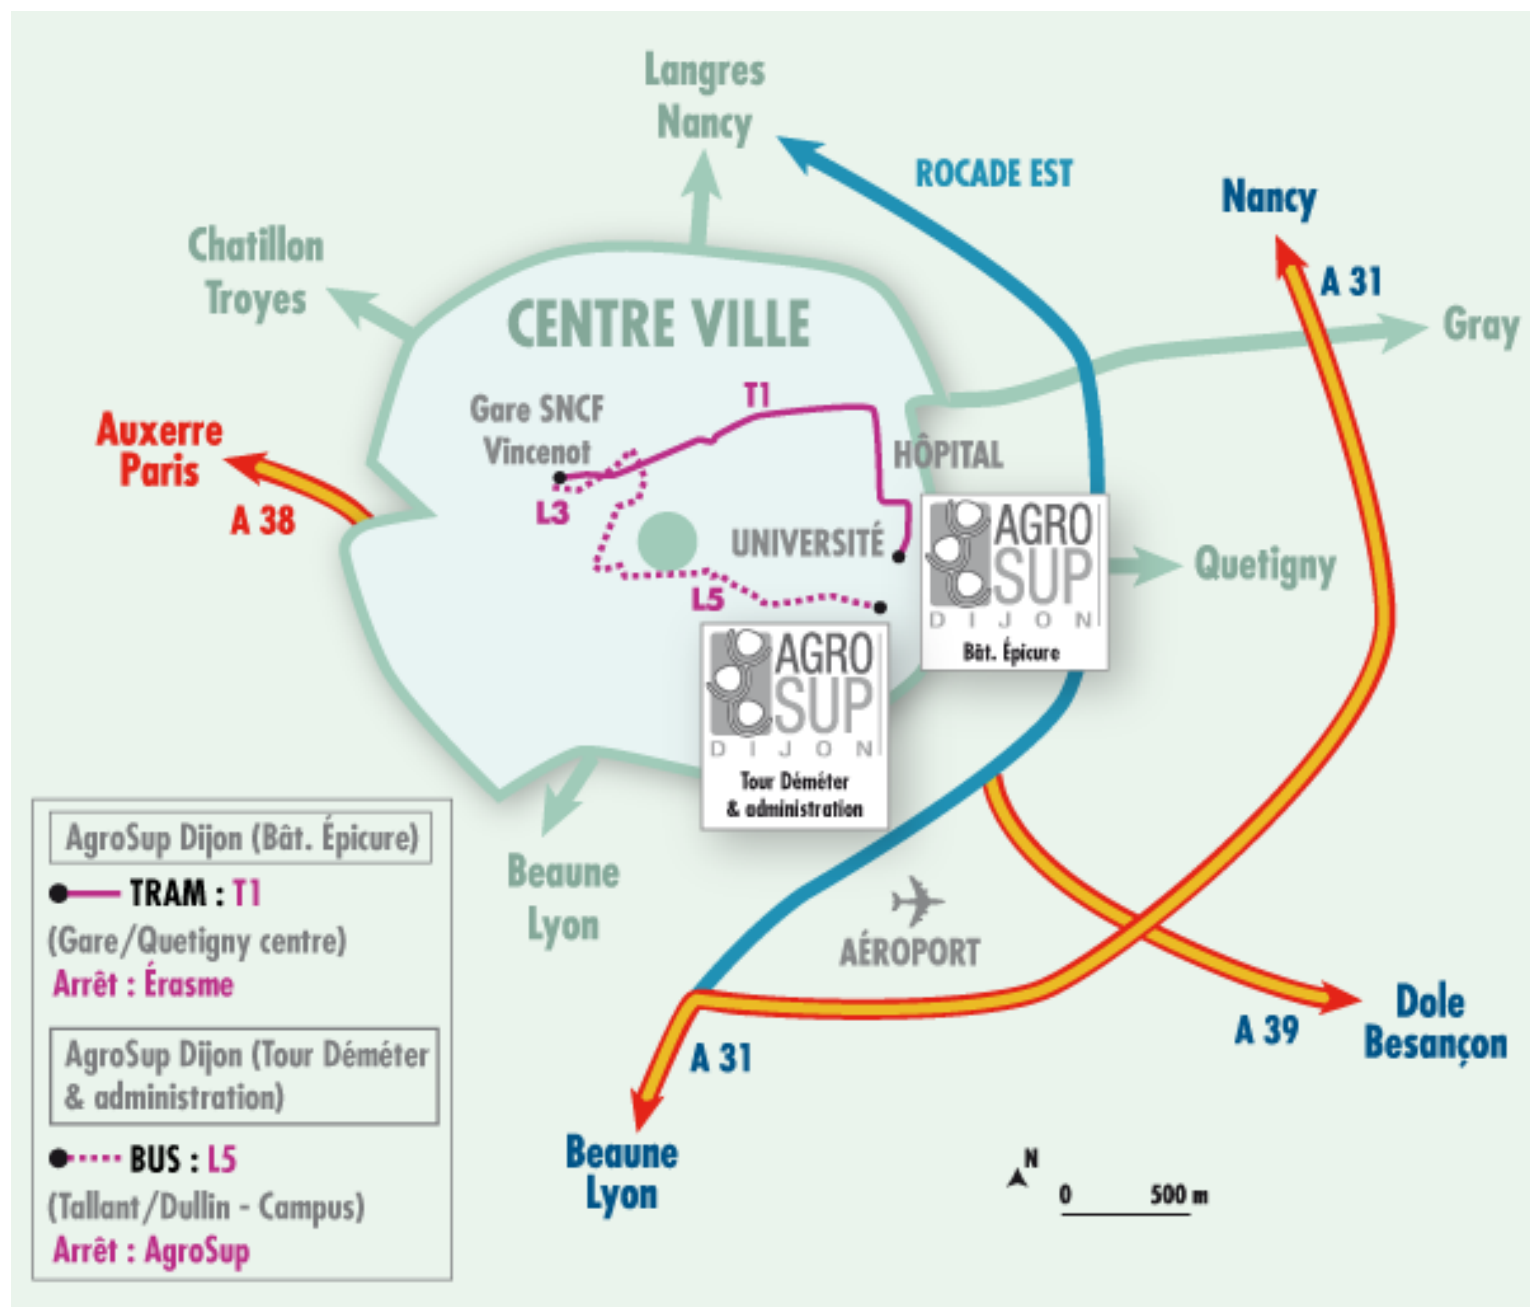 Langres
Nancy
ROCADE EST
Nancy
A 31
Chatillon
Troyes
Gray
CENTRE VILLE
T1
Gare SNCF
Vincenot
Auxerre
Paris
A 38
HÔPITAL
L3
UNIVERSITÉ
AGRO
SUP
DIJON
Bât. Épicure
Quetigny
L5
AGRO
SUP
DIJON
Tour Déméter
& administration
Beaune
Lyon
AÉROPORT
Dole
Besançon
A 39
A 31
Beaune
Lyon
N
0 500 m
AgroSup Dijon (Bât. Épicure)
TRAM : T1
(Gare/Quetigny centre)
Arrêt : Érasme
AgroSup Dijon (Tour Déméter
& administration)
BUS : L5
(Tallant/Dullin - Campus)
Arrêt : AgroSup